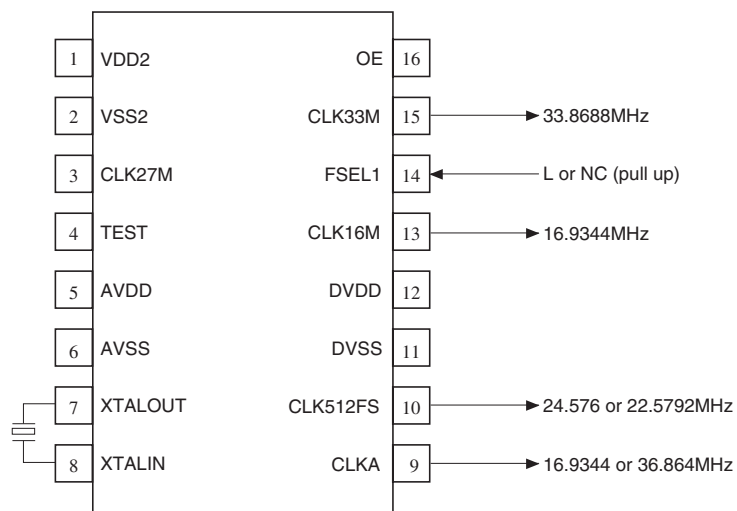 1 VDD2 OE 16
2 VSS2 CLK33M 15 33.8688MHz
3 CLK27M FSEL1 14 L or NC (pull up)
4 TEST CLK16M 13 16.9344MHz
5 AVDD DVDD 12
6 AVSS DVSS 11
7 XTALOUT CLK512FS 10 24.576 or 22.5792MHz
8 XTALIN CLKA 9 16.9344 or 36.864MHz